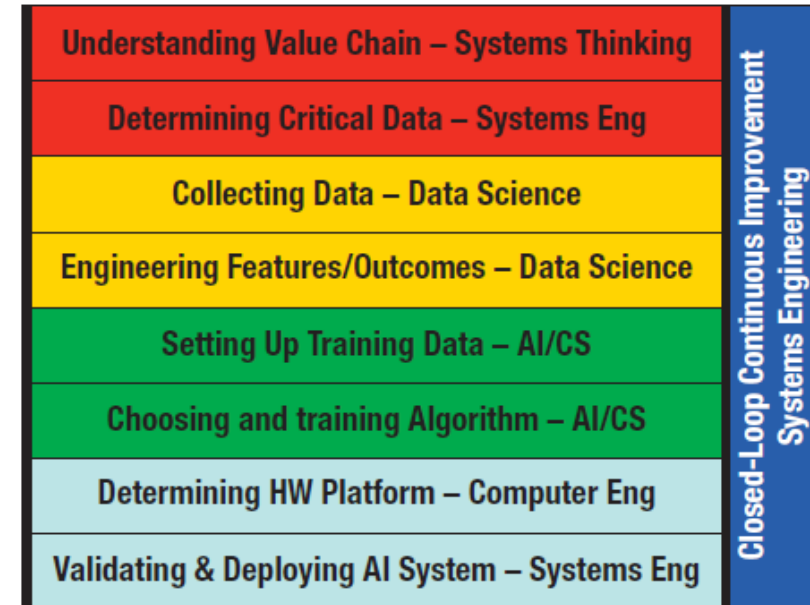 Understanding Value Chain – Systems Thinking
Determining Critical Data – Systems Eng
Collecting Data – Data Science
Engineering Features/Outcomes – Data Science
Setting Up Training Data – AI/CS
Choosing and training Algorithm – AI/CS
Determining HW Platform – Computer Eng
Validating & Deploying AI System – Systems Eng
Closed-Loop Continuous Improvement
Systems Engineering